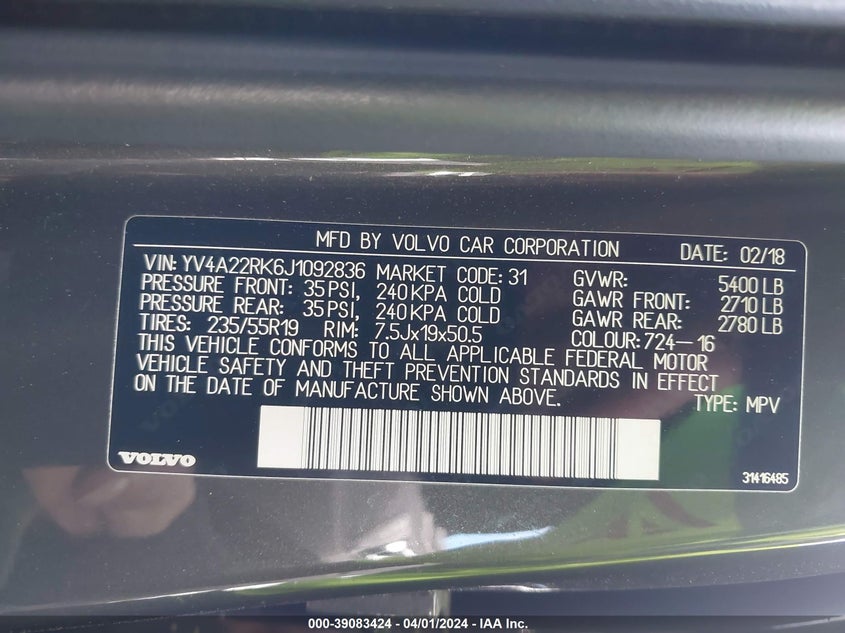 MFD BY VOLVO CAR CORPORATION DATE: 02/18
VIN: YV4A22RK6J1092836 MARKET CODE: 31 GVWR: 5400 LB
PRESSURE FRONT: 35 PSI, 240 KPA COLD GAWR FRONT: 2710 LB
PRESSURE REAR: 35 PSI, 240 KPA COLD GAWR REAR: 2780 LB
TIRES: 235/55R19 RIM: 7.5Jx19x50.5 COLOUR: 724-16
THIS VEHICLE CONFORMS TO ALL APPLICABLE FEDERAL MOTOR
VEHICLE SAFETY AND THEFT PREVENTION STANDARDS IN EFFECT
ON THE DATE OF MANUFACTURE SHOWN ABOVE. TYPE: MPV
VOLVO 31416485
000-39083424 - 04/01/2024 - IAA Inc.